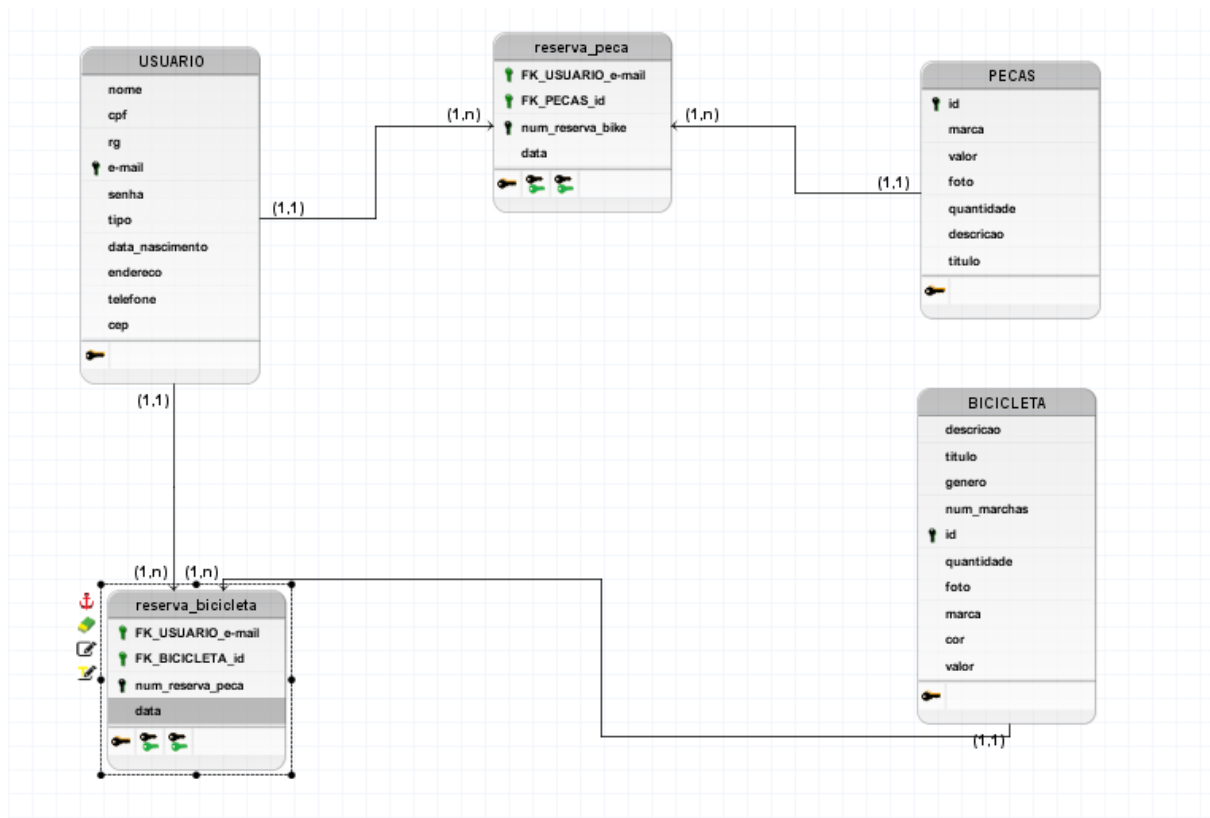 USUARIO
nome
cpf
rg
e-mail
senha
tipo
data_nascimento
endereco
telefone
cep
(1,1)
(1,1)
(1,n)
reserva_peca
FK_USUARIO_e-mail
FK_PECAS_id
num_reserva_bike
data
(1,n)
(1,1)
PECAS
id
marca
valor
foto
quantidade
descricao
titulo
BICICLETA
descricao
titulo
genero
num_marchas
id
quantidade
foto
marca
cor
valor
(1,1)
(1,n)
(1,n)
reserva_bicicleta
FK_USUARIO_e-mail
FK_BICICLETA_id
num_reserva_peca
data